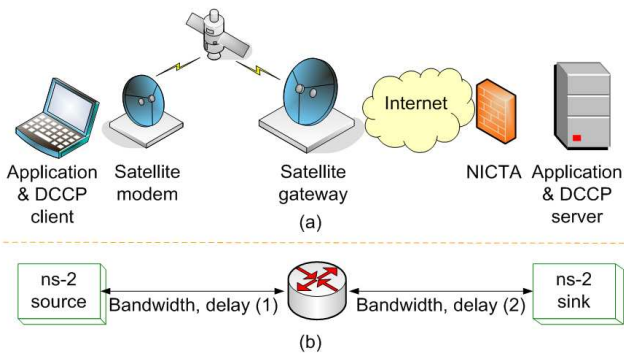 Internet
Application
& DCCP
client
Satellite
modem
Satellite
gateway
NICTA
Application
& DCCP
server
(a)
ns-2
source
Bandwidth, delay (1)
Bandwidth, delay (2)
ns-2
sink
(b)